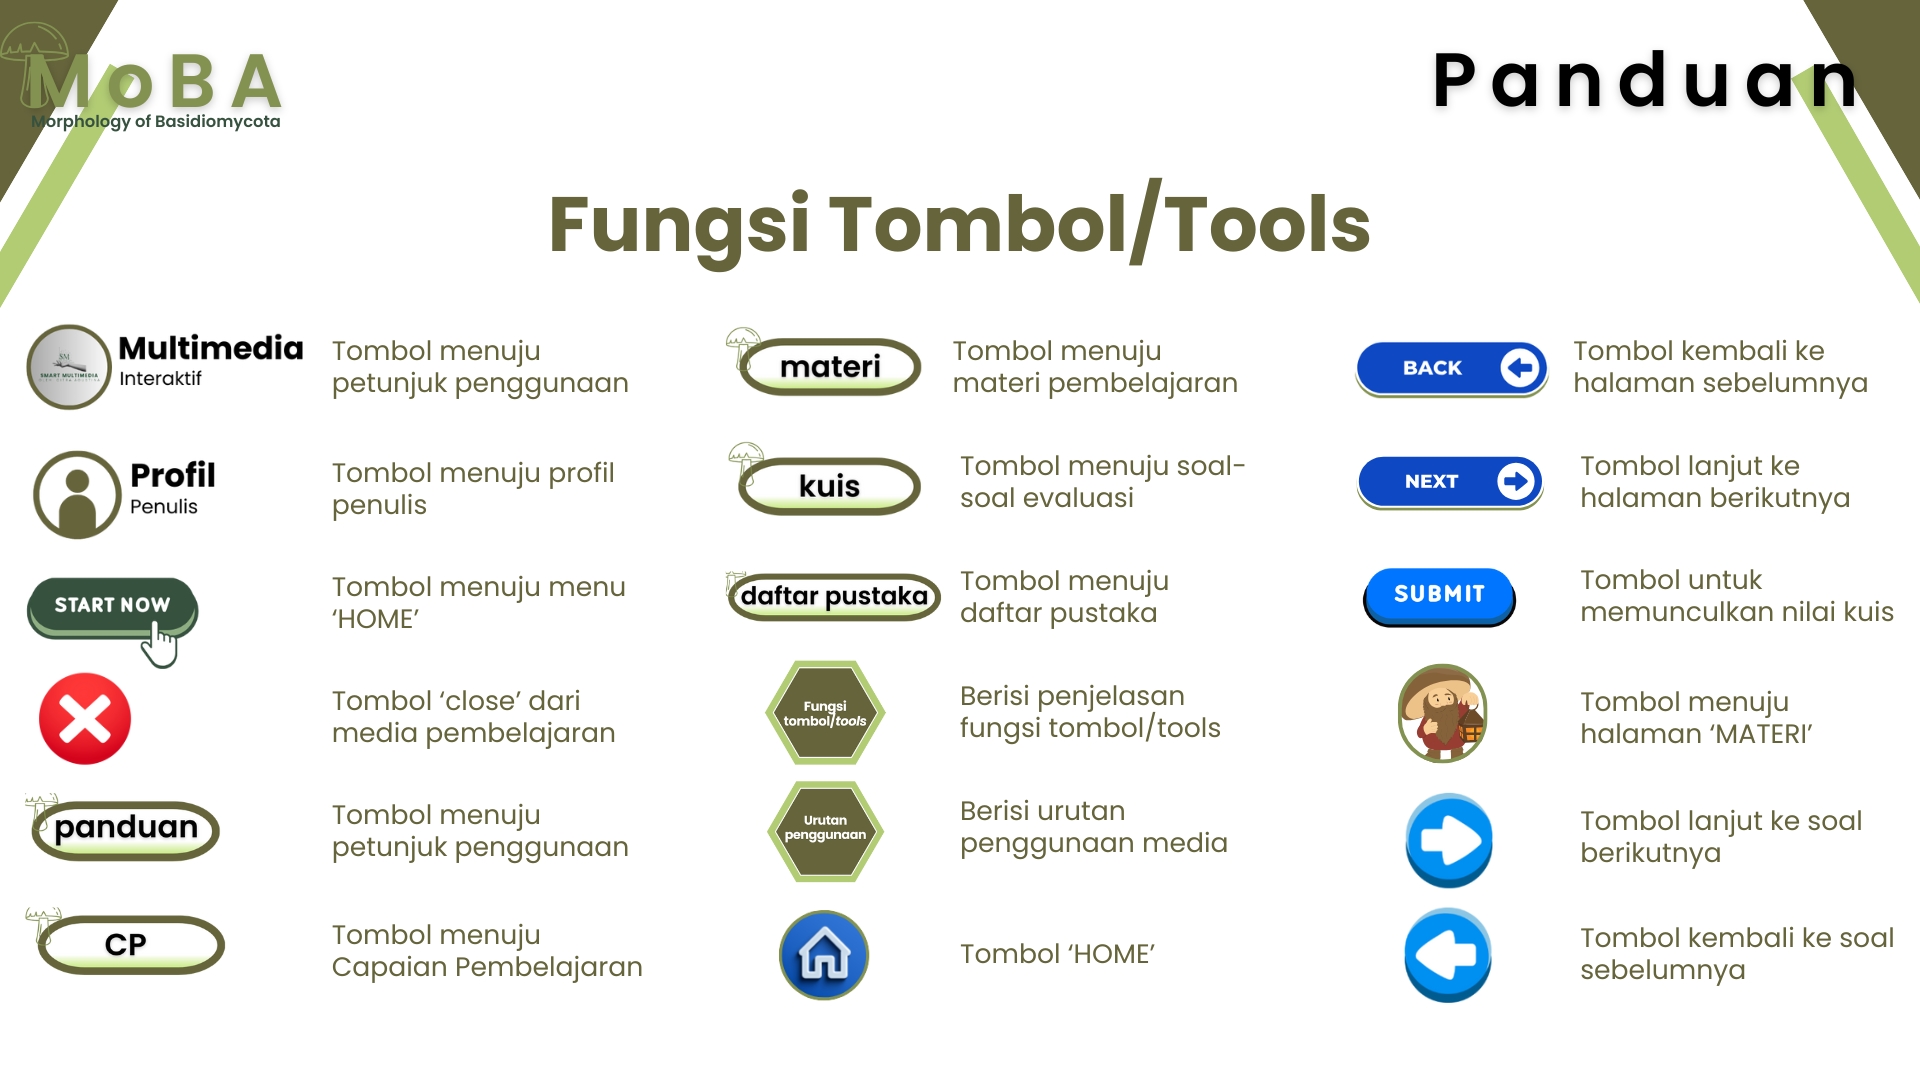 MoBA
Morphology of Basidiomycota
Panduan
Fungsi Tombol/Tools
SM
SMART MULTIMEDIA
Multimedia
Interaktif
Tombol menuju
petunjuk penggunaan
Profil
Penulis
Tombol menuju profil
penulis
START NOW
Tombol menuju menu
‘HOME’
Tombol ‘close’ dari
media pembelajaran
panduan
Tombol menuju
petunjuk penggunaan
CP
Tombol menuju
Capaian Pembelajaran
materi
Tombol menuju
materi pembelajaran
kuis
Tombol menuju soal-
soal evaluasi
daftar pustaka
Tombol menuju
daftar pustaka
Fungsi
tombol/tools
Berisi penjelasan
fungsi tombol/tools
Urutan
penggunaan
Berisi urutan
penggunaan media
Tombol ‘HOME’
BACK
Tombol kembali ke
halaman sebelumnya
NEXT
Tombol lanjut ke
halaman berikutnya
SUBMIT
Tombol untuk
memunculkan nilai kuis
Tombol menuju
halaman ‘MATERI’
Tombol lanjut ke soal
berikutnya
Tombol kembali ke soal
sebelumnya